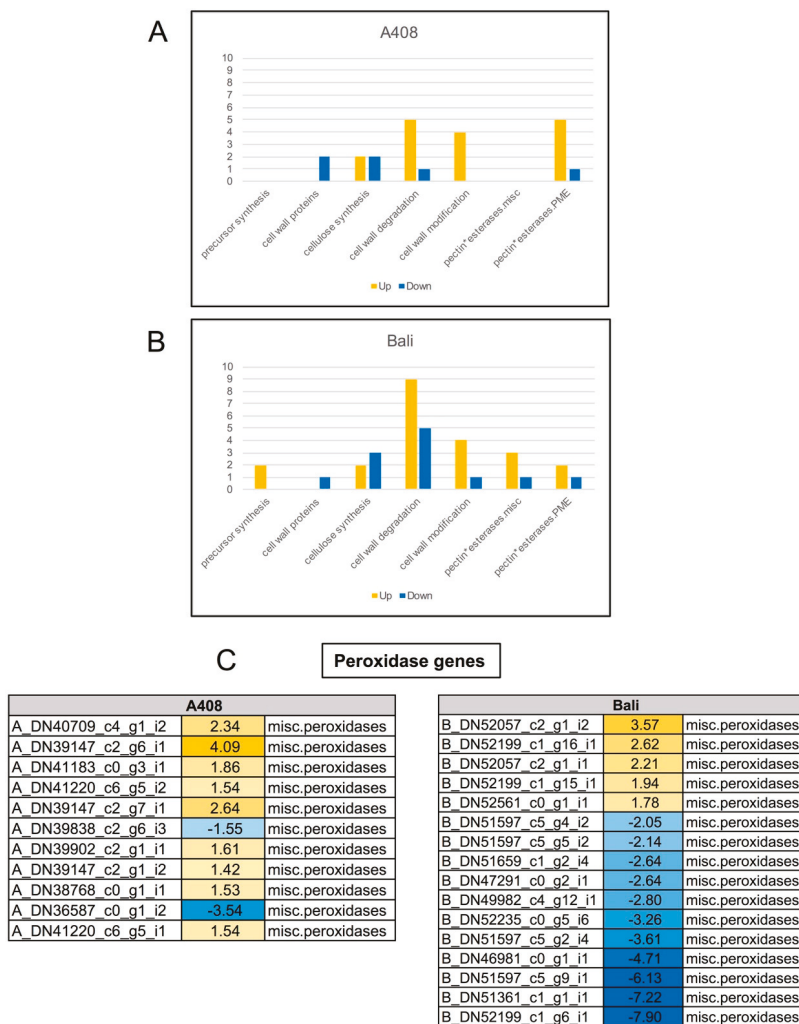 A
A408
10
9
8
7
6
5
4
3
2
1
0
precursor synthesis
cell wall proteins
cellulose synthesis
cell wall degradation
cell wall modification
pectin*esterases.misc
pectin*esterases.PME
Up Down
B
Bali
10
9
8
7
6
5
4
3
2
1
0
precursor synthesis
cell wall proteins
cellulose synthesis
cell wall degradation
cell wall modification
pectin*esterases.misc
pectin*esterases.PME
Up Down
C
Peroxidase genes
A408
A_DN40709_c4_g1_i2 2.34 misc.peroxidases
A_DN39147_c2_g6_i1 4.09 misc.peroxidases
A_DN41183_c0_g3_i1 1.86 misc.peroxidases
A_DN41220_c6_g5_i2 1.54 misc.peroxidases
A_DN39147_c2_g7_i1 2.64 misc.peroxidases
A_DN39838_c2_g6_i3 -1.55 misc.peroxidases
A_DN39902_c2_g1_i1 1.61 misc.peroxidases
A_DN39147_c2_g1_i2 1.42 misc.peroxidases
A_DN38768_c0_g1_i1 1.53 misc.peroxidases
A_DN36587_c0_g1_i2 -3.54 misc.peroxidases
A_DN41220_c6_g5_i1 1.54 misc.peroxidases
Bali
B_DN52057_c2_g1_i2 3.57 misc.peroxidases
B_DN52199_c1_g16_i1 2.62 misc.peroxidases
B_DN52057_c2_g1_i1 2.21 misc.peroxidases
B_DN52199_c1_g15_i1 1.94 misc.peroxidases
B_DN52561_c0_g1_i1 1.78 misc.peroxidases
B_DN51597_c5_g4_i2 -2.05 misc.peroxidases
B_DN51597_c5_g5_i2 -2.14 misc.peroxidases
B_DN51659_c1_g2_i4 -2.64 misc.peroxidases
B_DN47291_c0_g2_i1 -2.64 misc.peroxidases
B_DN49982_c4_g12_i1 -2.80 misc.peroxidases
B_DN52235_c0_g5_i6 -3.26 misc.peroxidases
B_DN51597_c5_g2_i4 -3.61 misc.peroxidases
B_DN46981_c0_g1_i1 -4.71 misc.peroxidases
B_DN51597_c5_g9_i1 -6.13 misc.peroxidases
B_DN51361_c1_g1_i1 -7.22 misc.peroxidases
B_DN52199_c1_g6_i1 -7.90 misc.peroxidases